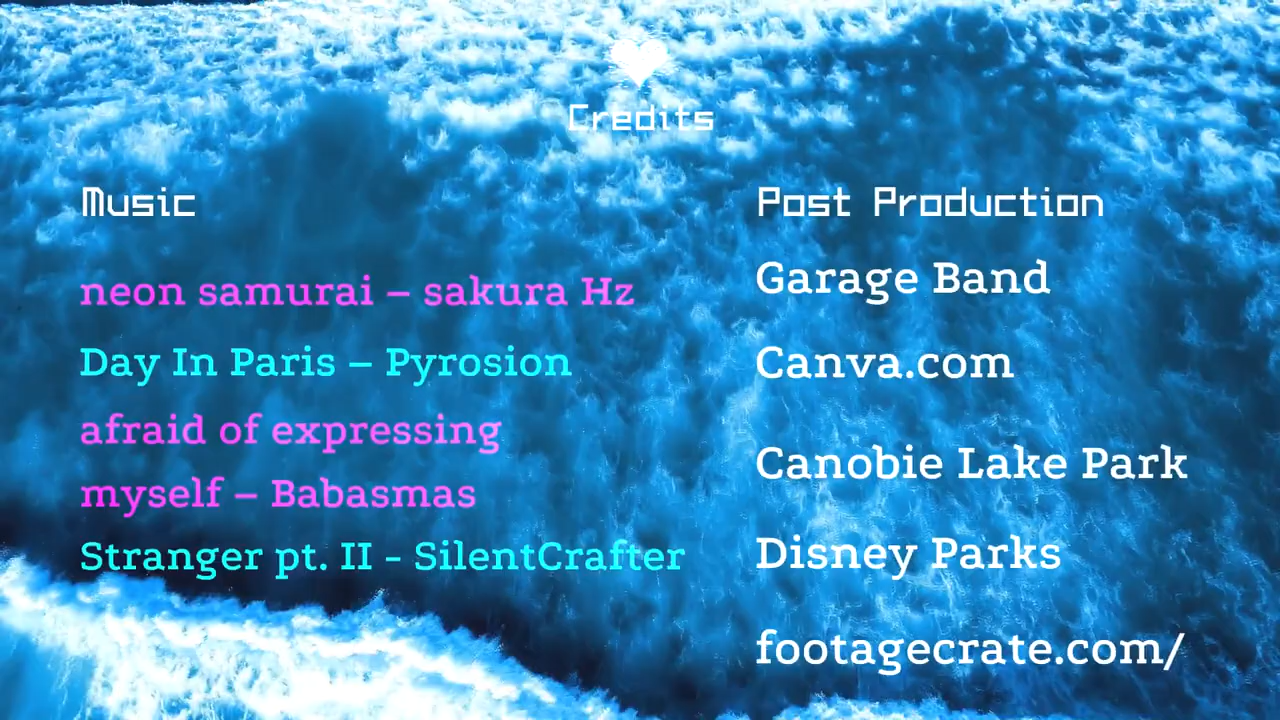 Credits
Music
neon samurai – sakura Hz
Day In Paris – Pyrosion
afraid of expressing
myself – Babasmas
Stranger pt. II - SilentCrafter
Post Production
Garage Band
Canva.com
Canobie Lake Park
Disney Parks
footagecrate.com/